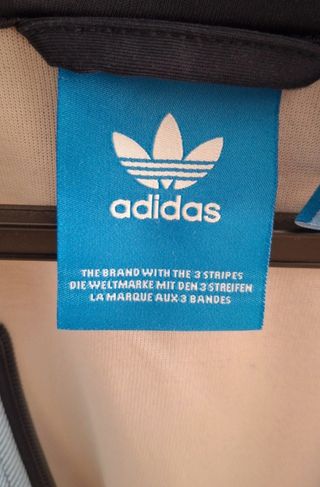 adidas
THE BRAND WITH THE 3 STRIPES
DIE WELTMARKE MIT DEN 3 STREIFEN
LA MARQUE AUX 3 BANDES